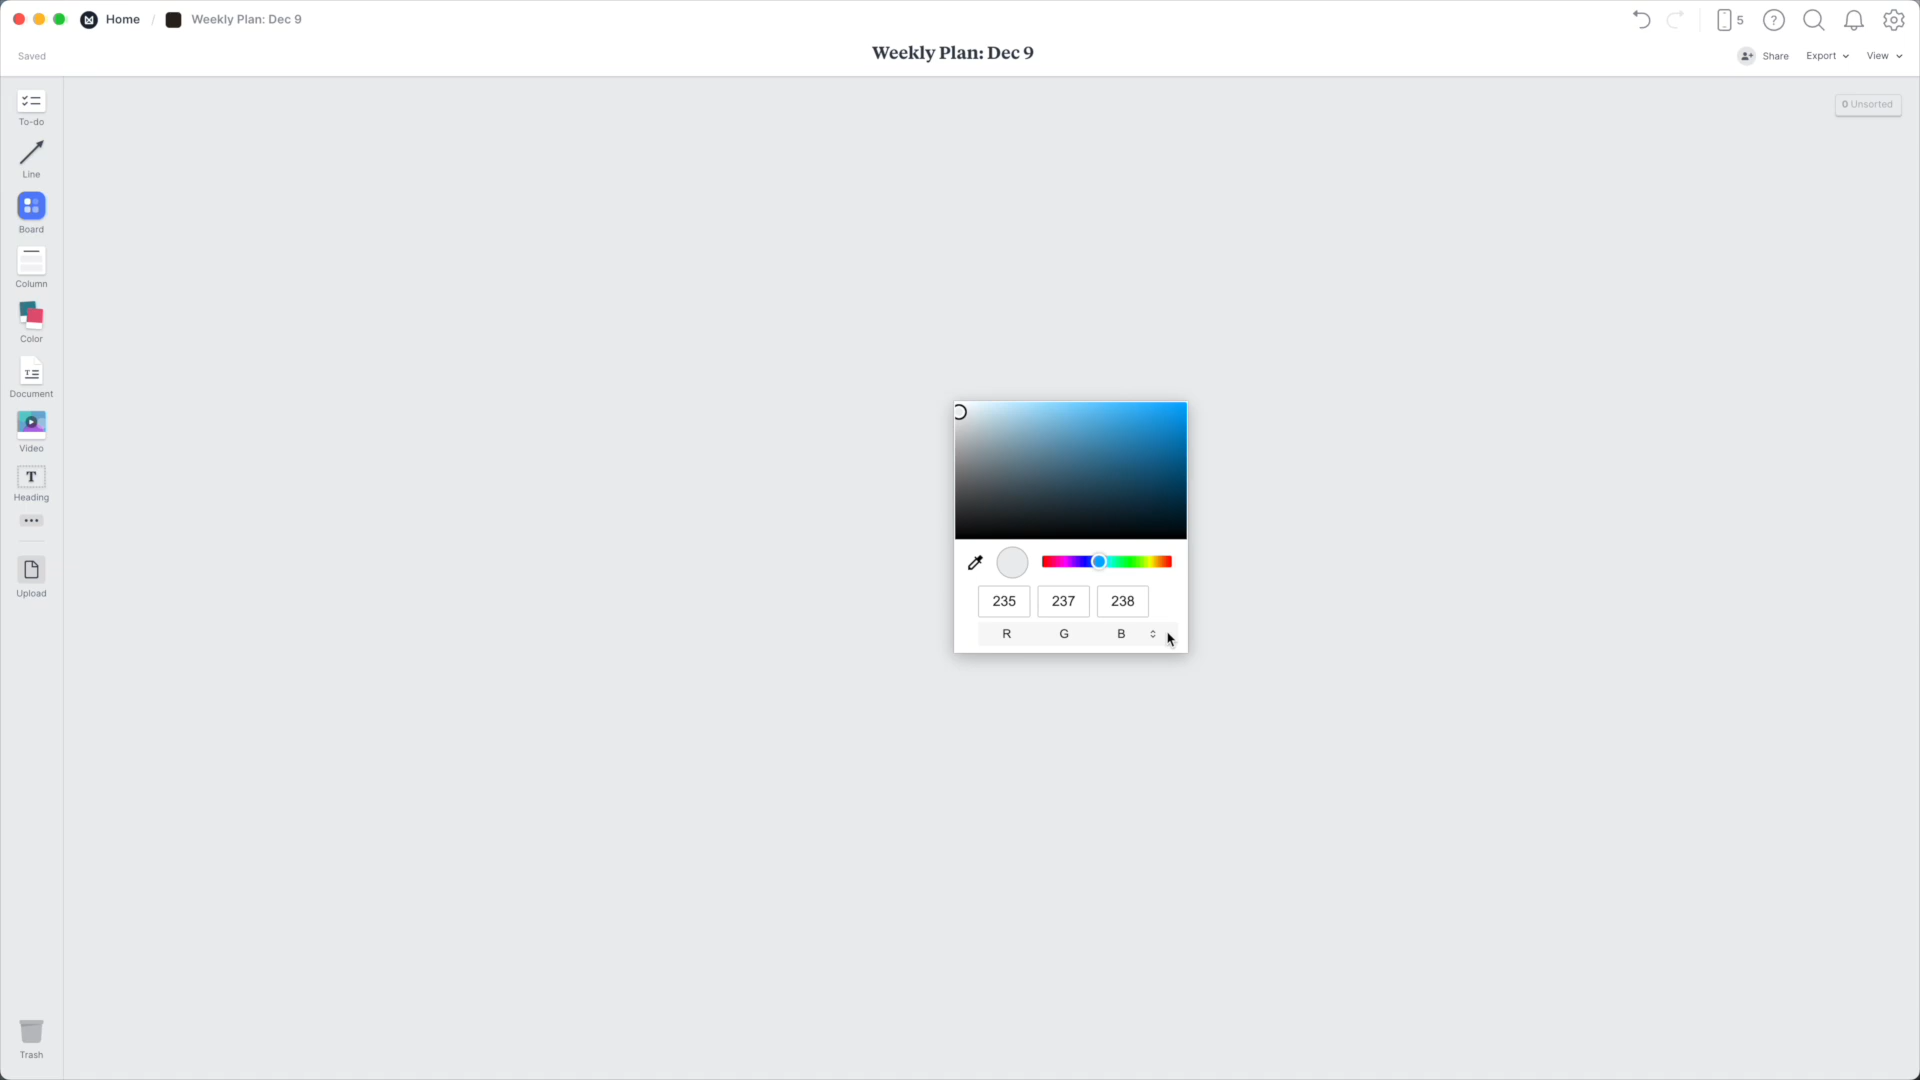 Home / Weekly Plan: Dec 9
5
?
Saved
Weekly Plan: Dec 9
Share
Export
View
0 Unsorted
To-do
Line
Board
Column
Color
T
Document
Video
T
Heading
Upload
Trash
235 237 238
R G B